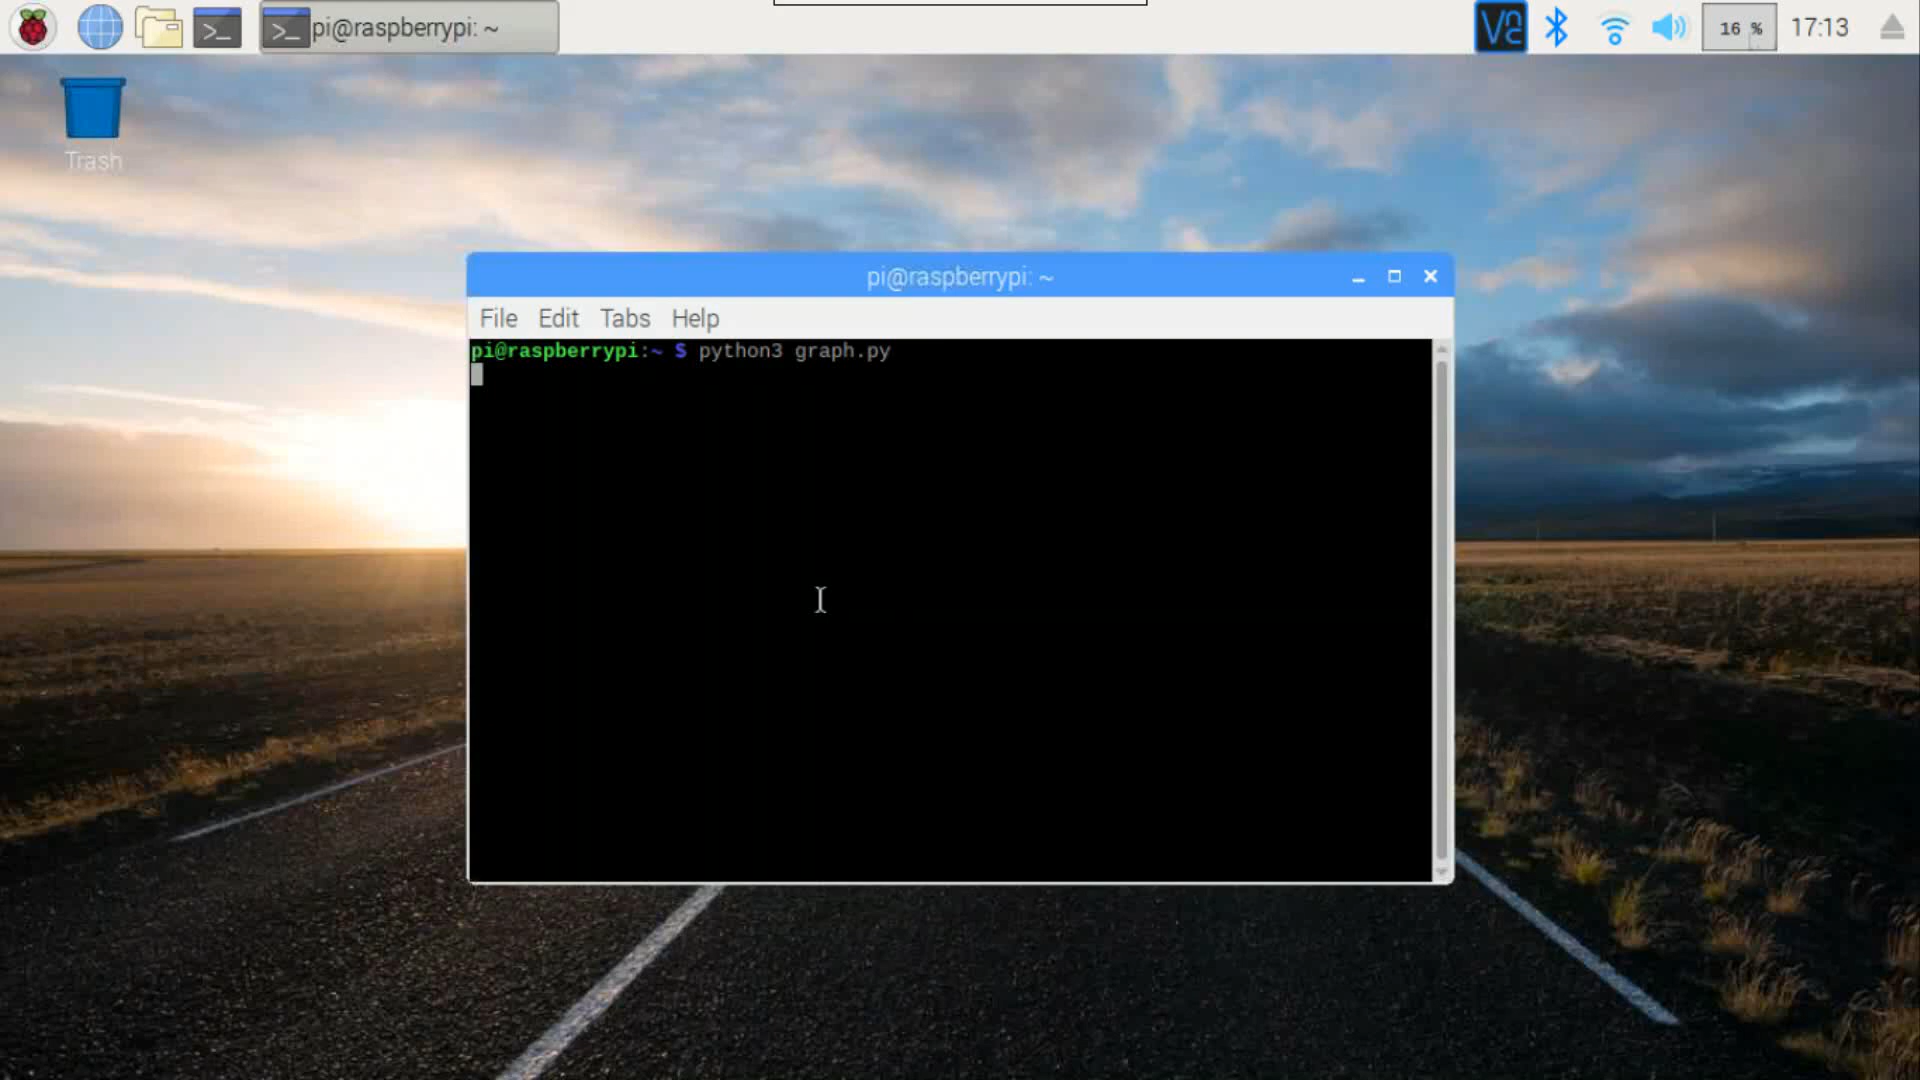 pi@raspberrypi: ~
16 %
17:13
Trash
pi@raspberrypi: ~
File Edit Tabs Help
pi@raspberrypi:~ $ python3 graph.py